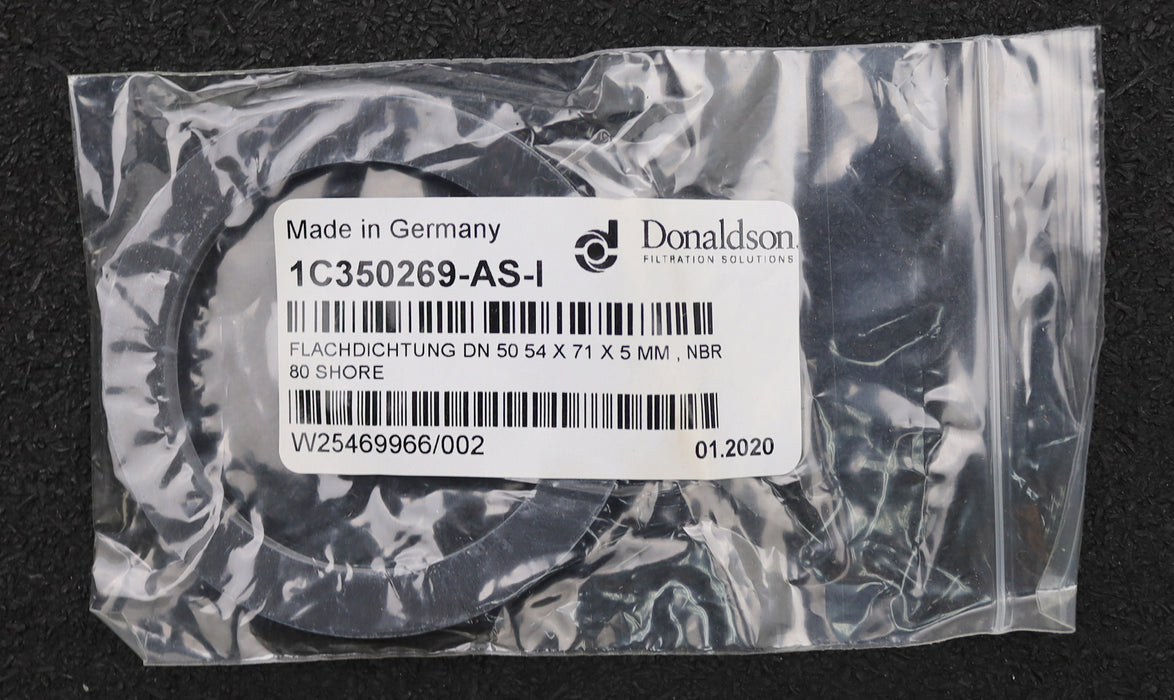 Made in Germany
Donaldson.
FILTRATION SOLUTIONS
1C350269-AS-I
FLACHDICHTUNG DN 50 54 X 71 X 5 MM , NBR
80 SHORE
W25469966/002
01.2020